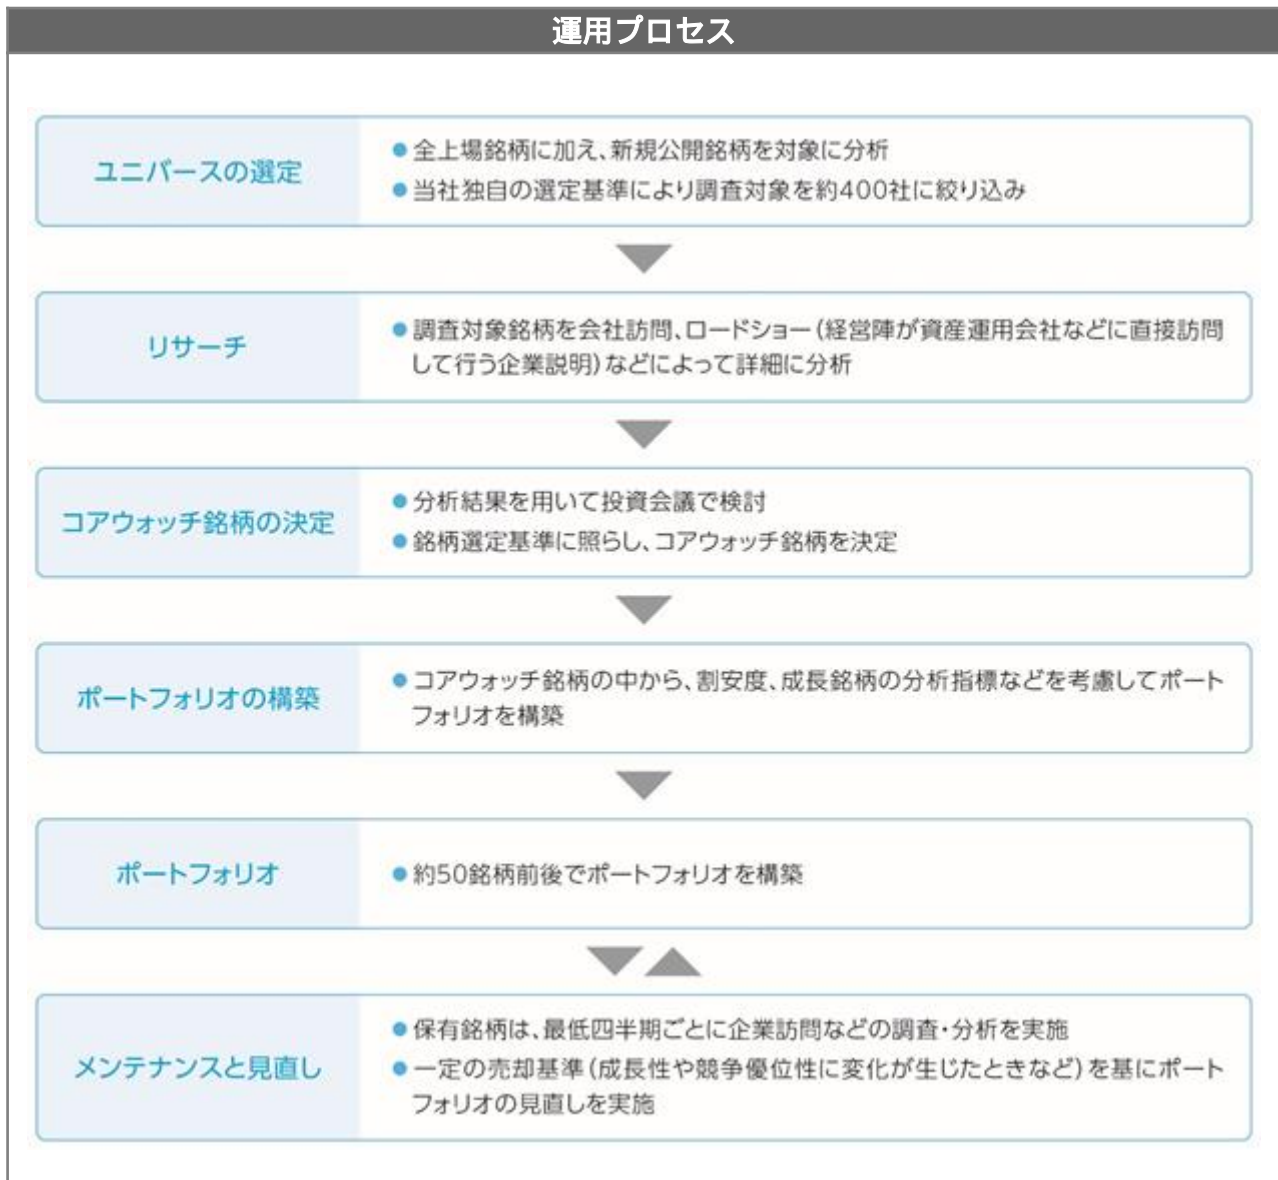 運用プロセス
ユニバースの選定
●全上場銘柄に加え、新規公開銘柄を対象に分析
●当社独自の選定基準により調査対象を約400社に絞り込み
リサーチ
●調査対象銘柄を会社訪問、ロードショー(経営陣が資産運用会社などに直接訪問
して行う企業説明)などによって詳細に分析
コアウォッチ銘柄の決定
●分析結果を用いて投資会議で検討
●銘柄選定基準に照らし、コアウォッチ銘柄を決定
ポートフォリオの構築
●コアウォッチ銘柄の中から、割安度、成長銘柄の分析指標などを考慮してポート
フォリオを構築
ポートフォリオ
●約50銘柄前後でポートフォリオを構築
メンテナンスと見直し
●保有銘柄は、最低四半期ごとに企業訪問などの調査・分析を実施
●一定の売却基準(成長性や競争優位性に変化が生じたときなど)を基にポート
フォリオの見直しを実施